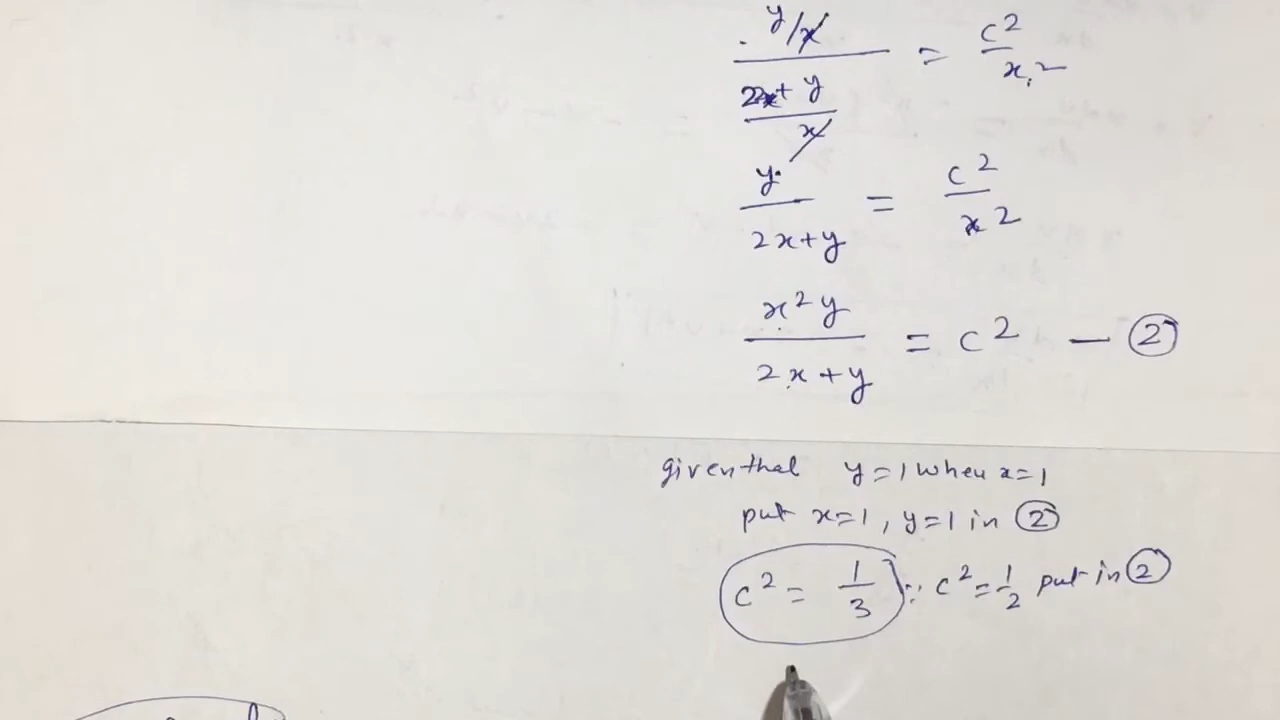 y/x / (2x + y)/x = c²/x²
y / 2x+y = c²/x²
x²y / 2x+y = c² — ②
given that y=1 when x=1
put x=1, y=1 in ②
c² = 1/3 ∵ c² = 1/2 put in ②